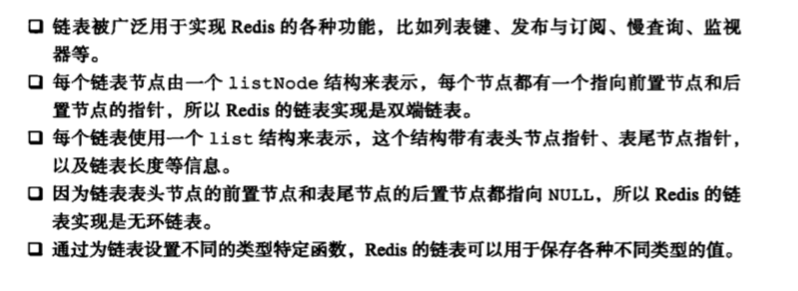 ❑ 链表被广泛用于实现 Redis 的各种功能，比如列表键、发布与订阅、慢查询、监视
器等。
❑ 每个链表节点由一个 listNode 结构来表示，每个节点都有一个指向前置节点和后
置节点的指针，所以 Redis 的链表实现是双端链表。
❑ 每个链表使用一个 list 结构来表示，这个结构带有表头节点指针、表尾节点指针，
以及链表长度等信息。
❑ 因为链表表头节点的前置节点和表尾节点的后置节点都指向 NULL，所以 Redis 的链
表实现是无环链表。
❑ 通过为链表设置不同的类型特定函数，Redis 的链表可以用于保存各种不同类型的值。